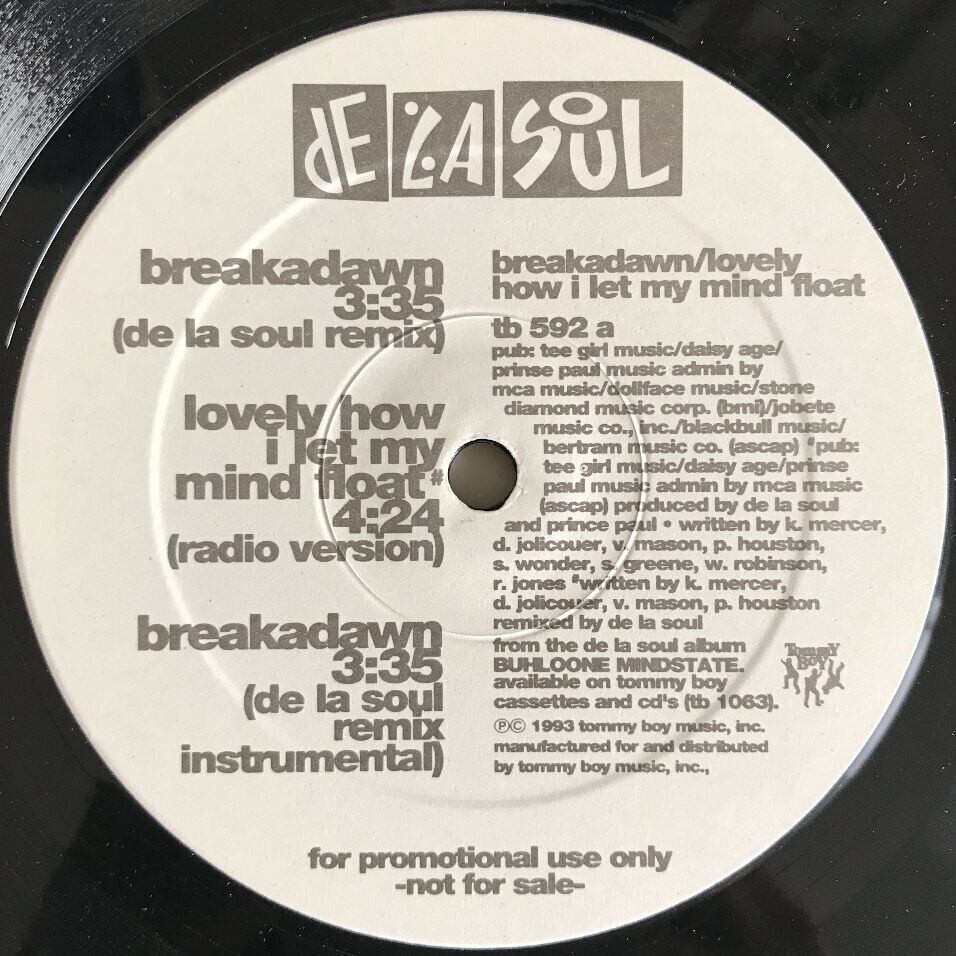 de La Soul
breakadawn
3:35
(de la soul remix)
lovely how
i let my
mind float#
4:24
(radio version)
breakadawn
3:35
(de la soul
remix
instrumental)
breakadawn/lovely
how i let my mind float
tb 592 a
pub: tee girl music/daisy age/
prinse paul music admin by
mca music/dollface music/stone
diamond music corp. (bmi)/jobete
music co., inc./blackbull music/
bertram music co. (ascap) #pub:
tee girl music/daisy age/prinse
paul music admin by mca music
(ascap) produced by de la soul
and prince paul • written by k. mercer,
d. jolicouer, v. mason, p. houston,
s. wonder, s. greene, w. robinson,
r. jones #written by k. mercer,
d. jolicouer, v. mason, p. houston
remixed by de la soul
from the de la soul album
BUHLOONE MINDSTATE.
available on tommy boy
cassettes and cd's (tb 1063).
Tommy
Boy
℗© 1993 tommy boy music, inc.
manufactured for and distributed
by tommy boy music, inc.,
for promotional use only
-not for sale-